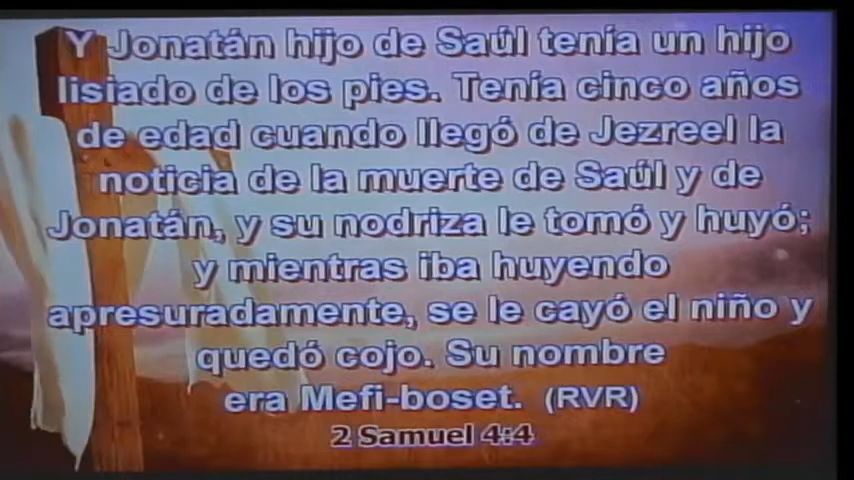 Y Jonatán hijo de Saúl tenía un hijo
lisiado de los pies. Tenía cinco años
de edad cuando llegó de Jezreel la
noticia de la muerte de Saúl y de
Jonatán, y su nodriza le tomó y huyó;
y mientras iba huyendo
apresuradamente, se le cayó el niño y
quedó cojo. Su nombre
era Mefi-boset. (RVR)
2 Samuel 4:4